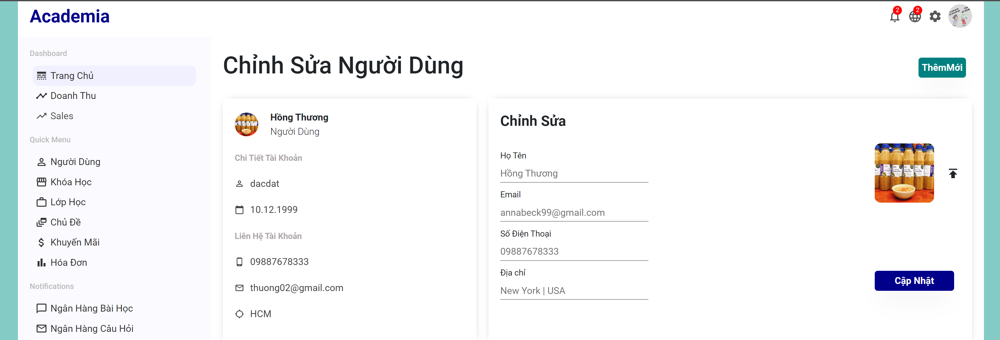 Academia
2
2
Dashboard
Trang Chủ
Doanh Thu
Sales
Quick Menu
Người Dùng
Khóa Học
Lớp Học
Chủ Đề
Khuyến Mãi
Hóa Đơn
Notifications
Ngân Hàng Bài Học
Ngân Hàng Câu Hỏi
Chỉnh Sửa Người Dùng
ThêmMới
Hồng Thương
Người Dùng
Chi Tiết Tài Khoản
dacdat
10.12.1999
Liên Hệ Tài Khoản
09887678333
thuong02@gmail.com
HCM
Chỉnh Sửa
Họ Tên
Hồng Thương
Email
annabeck99@gmail.com
Số Điện Thoại
09887678333
Địa chỉ
New York | USA
Cập Nhật